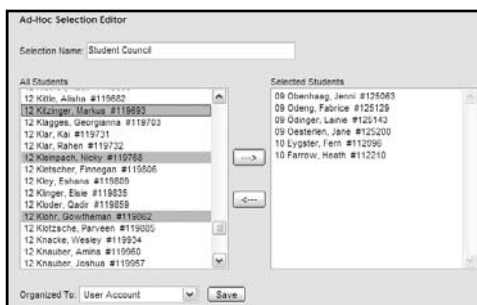 Ad-Hoc Selection Editor
Selection Name: Student Council
All Students
12 Kittle, Alisha #119682
12 Kitzinger, Markus #119693
12 Klagges, Georgianna #119703
12 Klar, Kai #119731
12 Klar, Rahen #119732
12 Kleinpach, Nicky #119768
12 Kletscher, Finnegan #119806
12 Kley, Eshana #119809
12 Klinger, Elsie #119835
12 Kloder, Qadir #119859
12 Klohr, Gowtheman #119862
12 Klotzsche, Parveen #119885
12 Knacke, Wesley #119934
12 Knauber, Amina #119960
12 Knauber, Joshua #119957
--->
<---
Selected Students
09 Obenhaag, Jenni #125063
09 Odeng, Fabrice #125129
09 Odinger, Lainie #125143
09 Oesterlen, Jane #125200
10 Eygster, Fern #112096
10 Farrow, Heath #112210
Organized To: User Account
Save